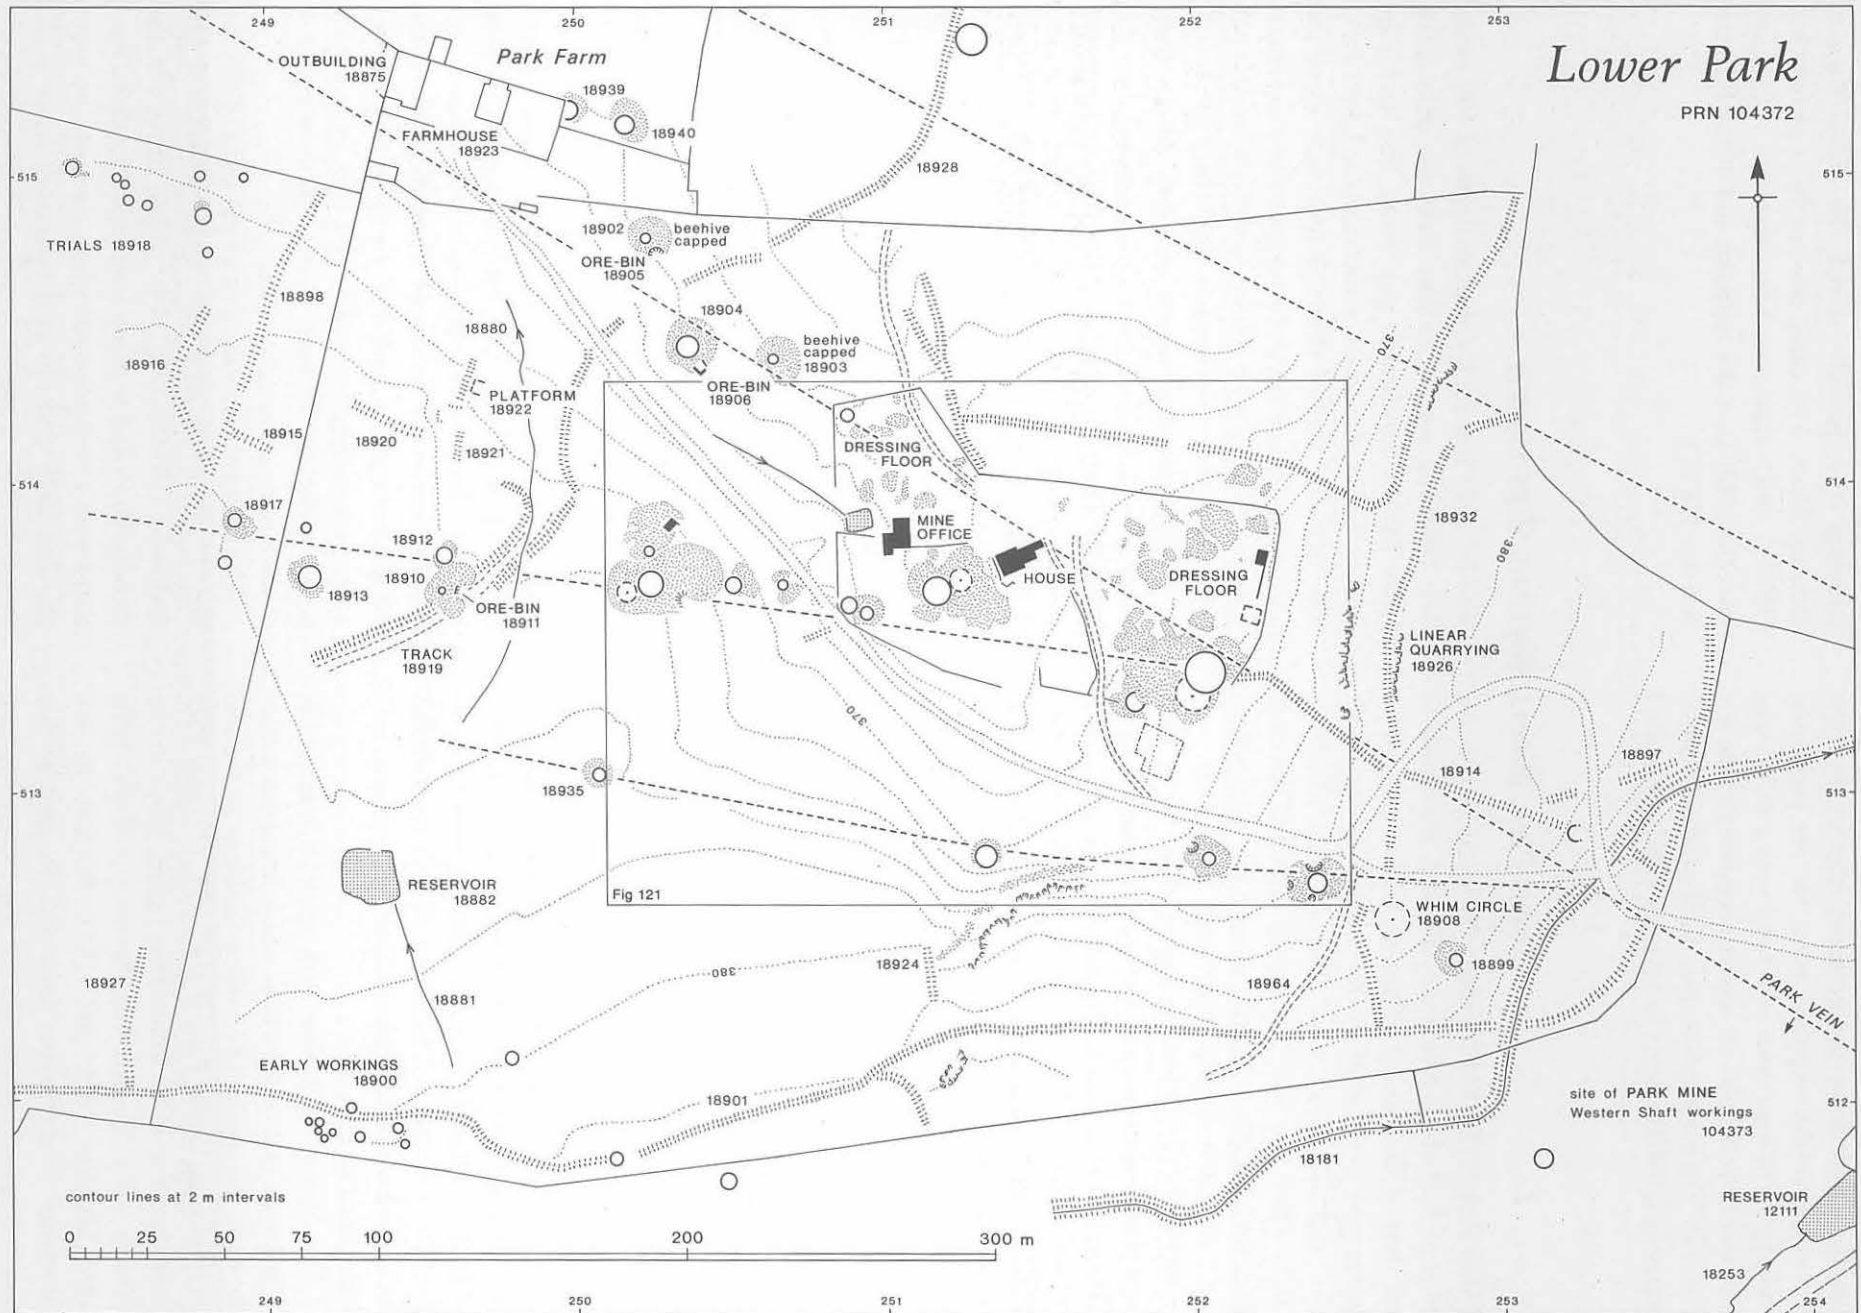 249
250
251
252
253
Lower Park
PRN 104372
Park Farm
OUTBUILDING
18875
18939
18940
FARMHOUSE
18923
18928
515
515
TRIALS 18918
18902
beehive
capped
ORE-BIN
18905
18898
18904
18880
beehive
capped
18903
18916
370
PLATFORM
18922
ORE-BIN
18906
18915
18920
18921
DRESSING
FLOOR
514
514
18917
18932
MINE
OFFICE
18912
380
18910
18913
HOUSE
DRESSING
FLOOR
ORE-BIN
18911
TRACK
18919
LINEAR
QUARRYING
18926
370
18897
18914
18935
513
513
RESERVOIR
18882
Fig 121
WHIM CIRCLE
18908
18924
18899
380
18927
18881
18964
PARK VEIN
EARLY WORKINGS
18900
18901
site of PARK MINE
Western Shaft workings
104373
512
18181
RESERVOIR
12111
contour lines at 2 m intervals
0 25 50 75 100 200 300 m
18253
249
250
251
252
253
254